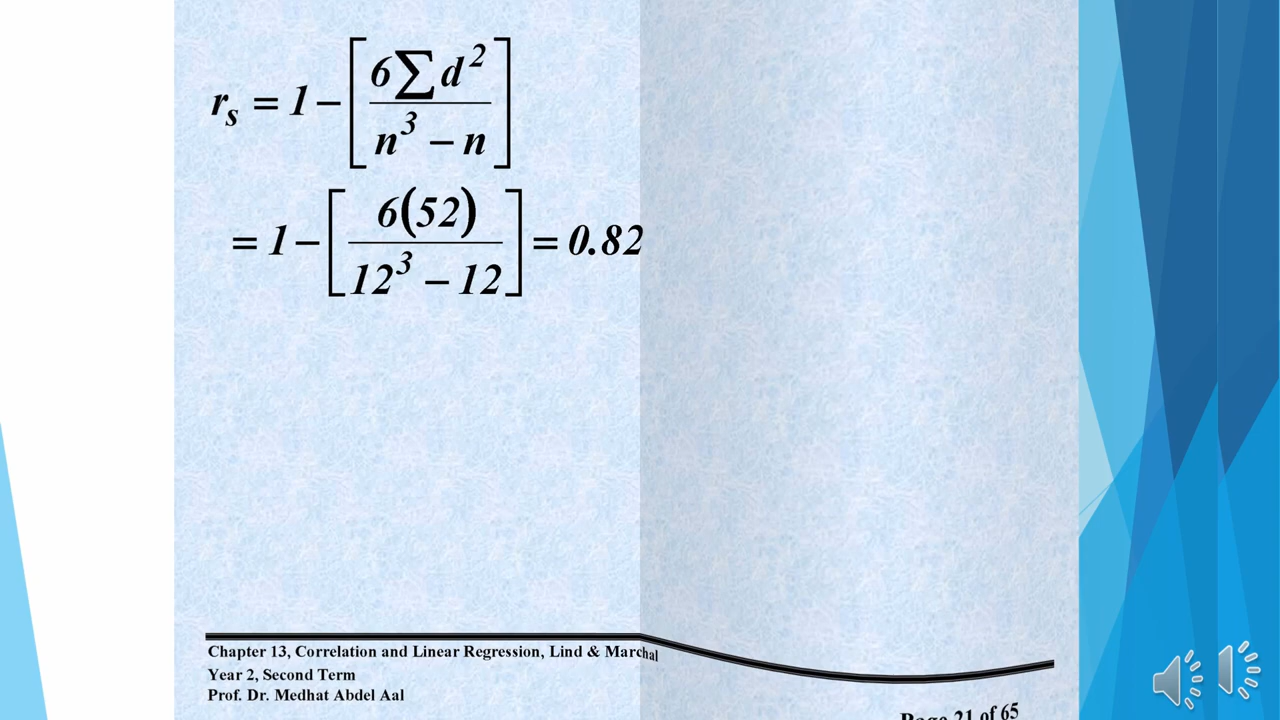 r_s = 1 − [6∑d² / n³ − n]
= 1 − [6(52) / 12³ − 12] = 0.82
Chapter 13, Correlation and Linear Regression, Lind & Marchal
Year 2, Second Term
Prof. Dr. Medhat Abdel Aal
Page 21 of 65